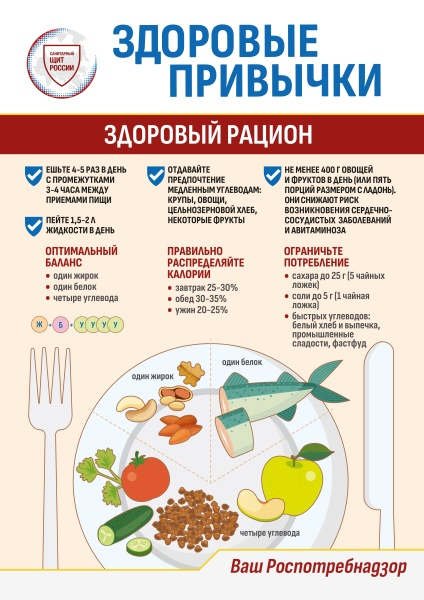 САНИТАРНЫЙ
ЩИТ
РОССИИ
ЗДОРОВЫЕ
ПРИВЫЧКИ
ЗДОРОВЫЙ РАЦИОН
ЕШЬТЕ 4-5 РАЗ В ДЕНЬ
С ПРОМЕЖУТКАМИ
3-4 ЧАСА МЕЖДУ
ПРИЕМАМИ ПИЩИ
ПЕЙТЕ 1,5-2 Л
ЖИДКОСТИ В ДЕНЬ
ОТДАВАЙТЕ
ПРЕДПОЧТЕНИЕ
МЕДЛЕННЫМ УГЛЕВОДАМ:
КРУПЫ, ОВОЩИ,
ЦЕЛЬНОЗЕРНОВОЙ ХЛЕБ,
НЕКОТОРЫЕ ФРУКТЫ
НЕ МЕНЕЕ 400 Г ОВОЩЕЙ
И ФРУКТОВ В ДЕНЬ (ИЛИ ПЯТЬ
ПОРЦИЙ РАЗМЕРОМ С ЛАДОНЬ).
ОНИ СНИЖАЮТ РИСК
ВОЗНИКНОВЕНИЯ СЕРДЕЧНО-
СОСУДИСТЫХ ЗАБОЛЕВАНИЙ
И АВИТАМИНОЗА
ОПТИМАЛЬНЫЙ
БАЛАНС
• один жирок
• один белок
• четыре углевода
Ж + Б + У У У У
ПРАВИЛЬНО
РАСПРЕДЕЛЯЙТЕ
КАЛОРИИ
• завтрак 25-30%
• обед 30-35%
• ужин 20-25%
ОГРАНИЧЬТЕ
ПОТРЕБЛЕНИЕ
• сахара до 25 г (5 чайных
ложек)
• соли до 5 г (1 чайная
ложка)
• быстрых углеводов:
белый хлеб и выпечка,
промышленные
сладости, фастфуд
один жирок
один белок
четыре углевода
Ваш Роспотребнадзор